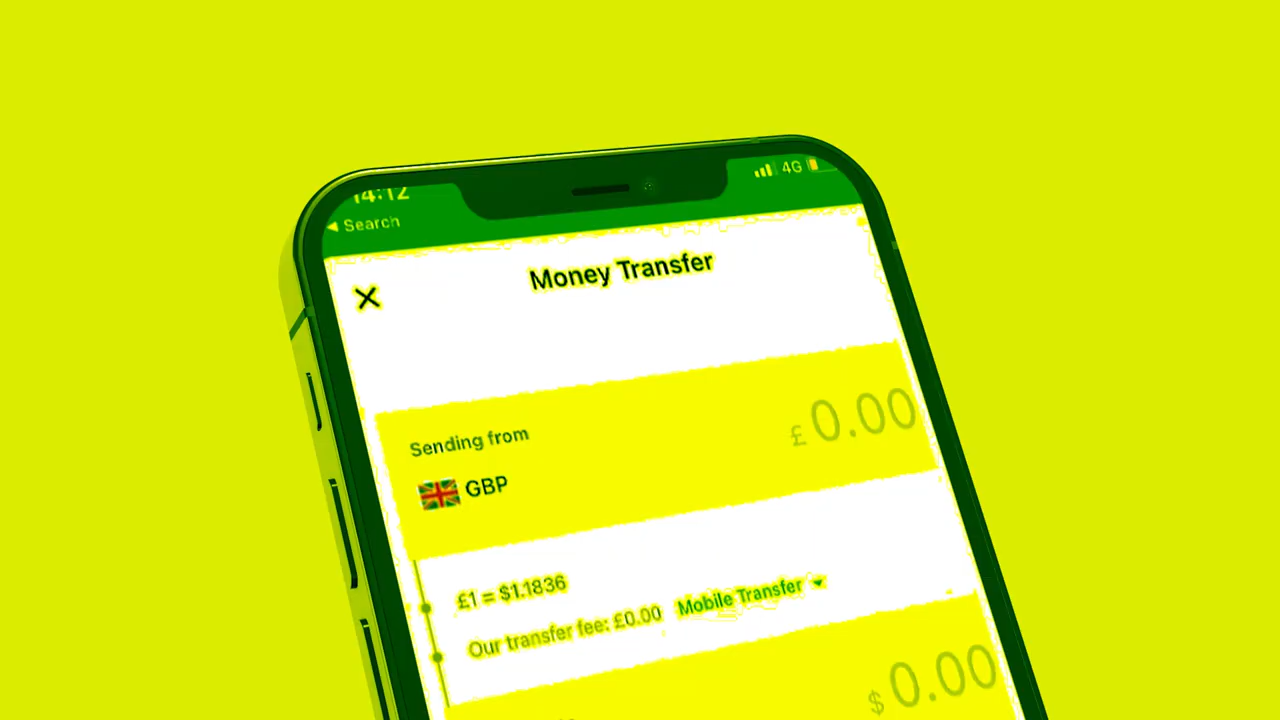 14:12
4G
◀ Search
Money Transfer
Sending from
£ 0.00
GBP
£1 = $1.1836
Our transfer fee: £0.00 Mobile Transfer
$ 0.00